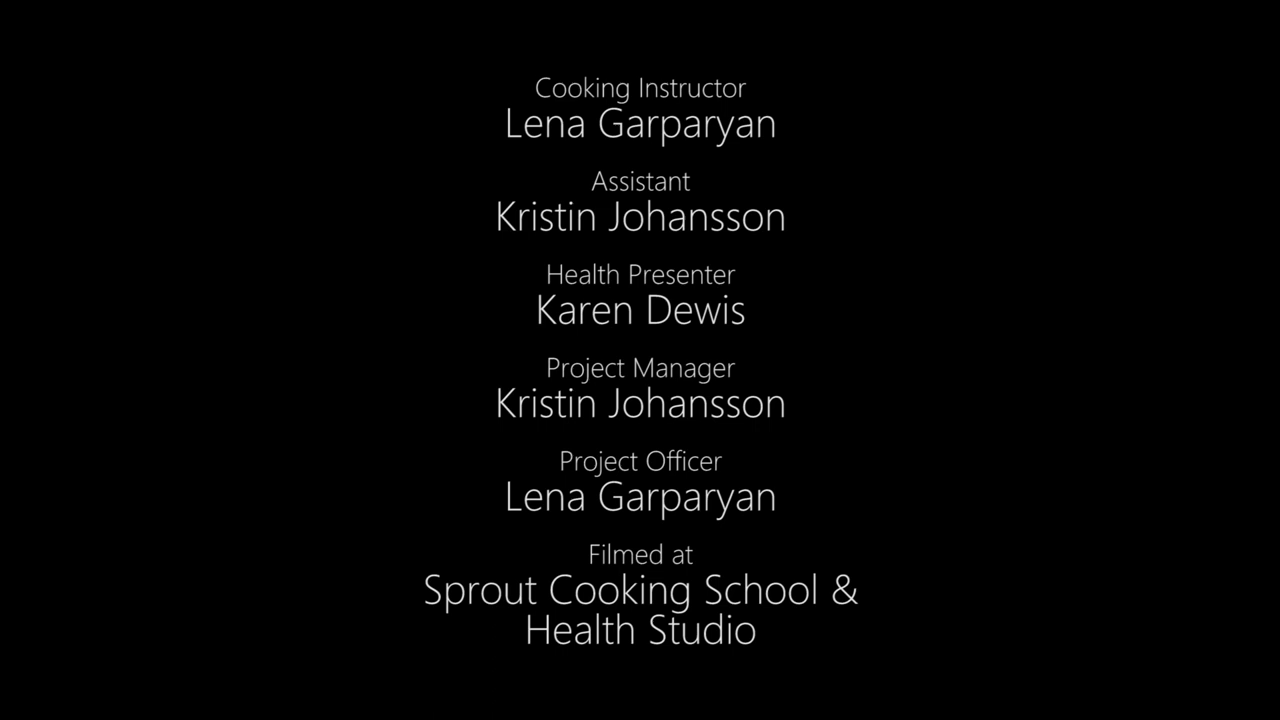 Cooking Instructor
Lena Garparyan
Assistant
Kristin Johansson
Health Presenter
Karen Dewis
Project Manager
Kristin Johansson
Project Officer
Lena Garparyan
Filmed at
Sprout Cooking School &
Health Studio